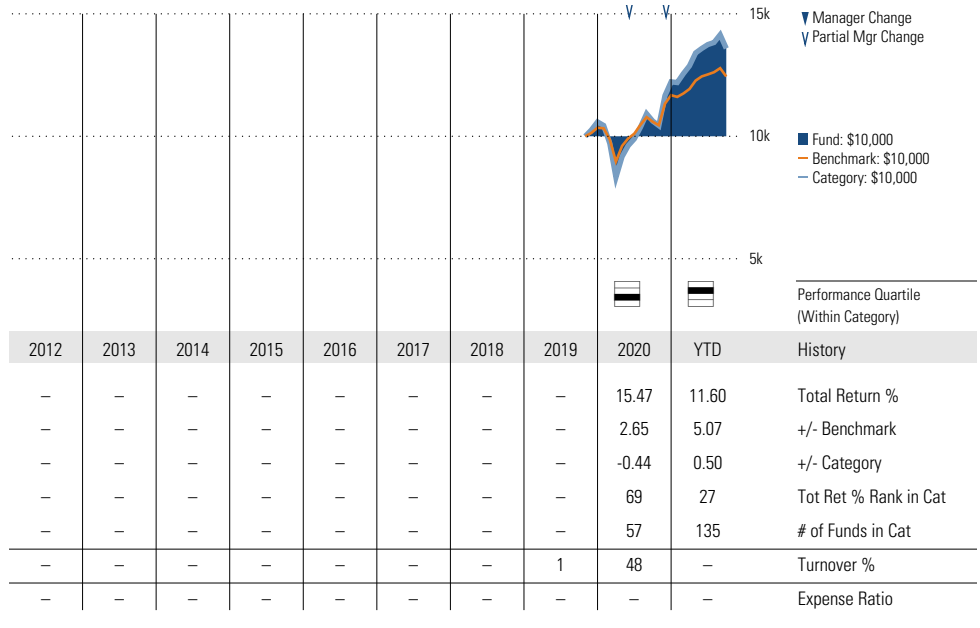 15k
▼ Manager Change
∨ Partial Mgr Change
10k
Fund: $10,000
Benchmark: $10,000
Category: $10,000
5k
Performance Quartile
(Within Category)
2012 2013 2014 2015 2016 2017 2018 2019 2020 YTD History
– – – – – – – – 15.47 11.60 Total Return %
– – – – – – – – 2.65 5.07 +/- Benchmark
– – – – – – – – -0.44 0.50 +/- Category
– – – – – – – – 69 27 Tot Ret % Rank in Cat
– – – – – – – – 57 135 # of Funds in Cat
– – – – – – – 1 48 – Turnover %
– – – – – – – – – – Expense Ratio